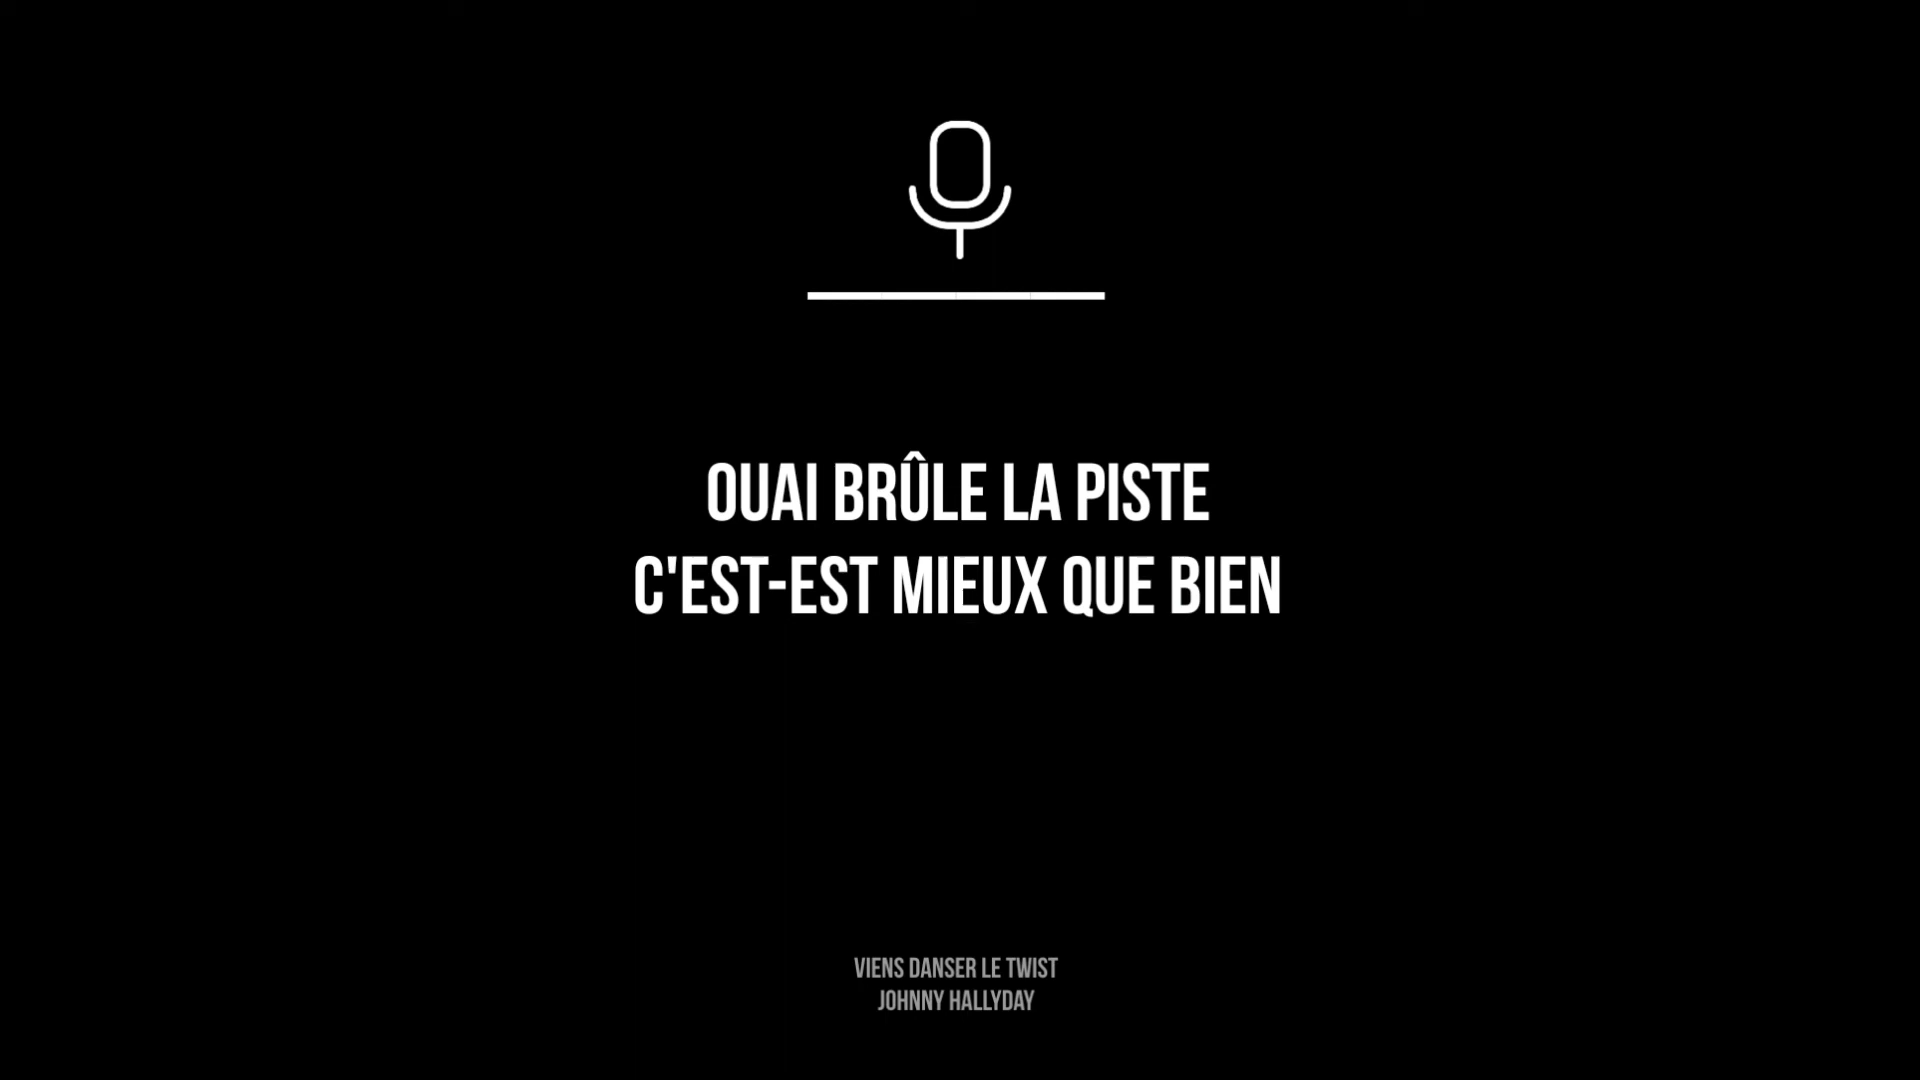 OUAI BRÛLE LA PISTE
C'EST-EST MIEUX QUE BIEN
VIENS DANSER LE TWIST
JOHNNY HALLYDAY